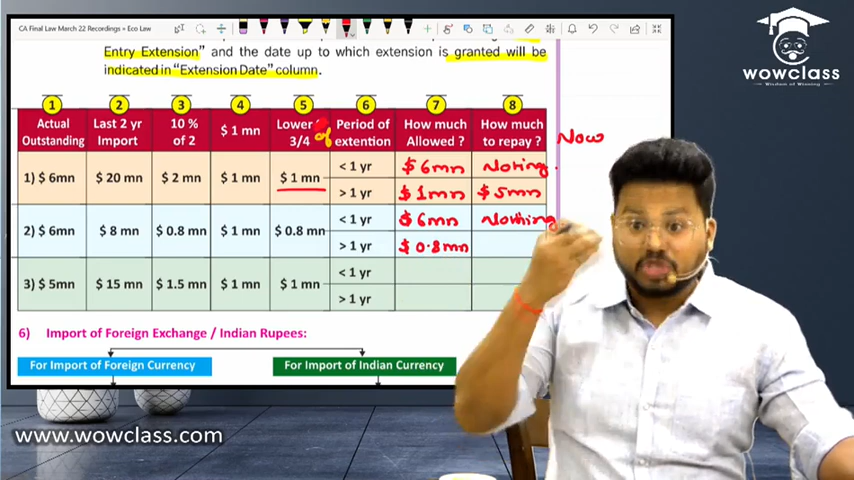 CA Final Law March 22 Recordings » Eco Law
Entry Extension" and the date up to which extension is granted will be
indicated in "Extension Date" column.
1 2 3 4 5 6 7 8
Actual Outstanding Last 2 yr Import 10 % of 2 $ 1 mn Lower of 3/4 Period of extention How much Allowed ? How much to repay ? Now
1) $ 6mn $ 20 mn $ 2 mn $ 1 mn $ 1 mn < 1 yr $ 6mn Noting.
> 1 yr $ 1mn $ 5mn
2) $ 6mn $ 8 mn $ 0.8 mn $ 1 mn $ 0.8 mn < 1 yr $ 6mn Nothing
> 1 yr $ 0.8 mn
3) $ 5mn $ 15 mn $ 1.5 mn $ 1 mn $ 1 mn < 1 yr
> 1 yr
6) Import of Foreign Exchange / Indian Rupees:
For Import of Foreign Currency For Import of Indian Currency
www.wowclass.com
wowclass
Wisdom of Winning